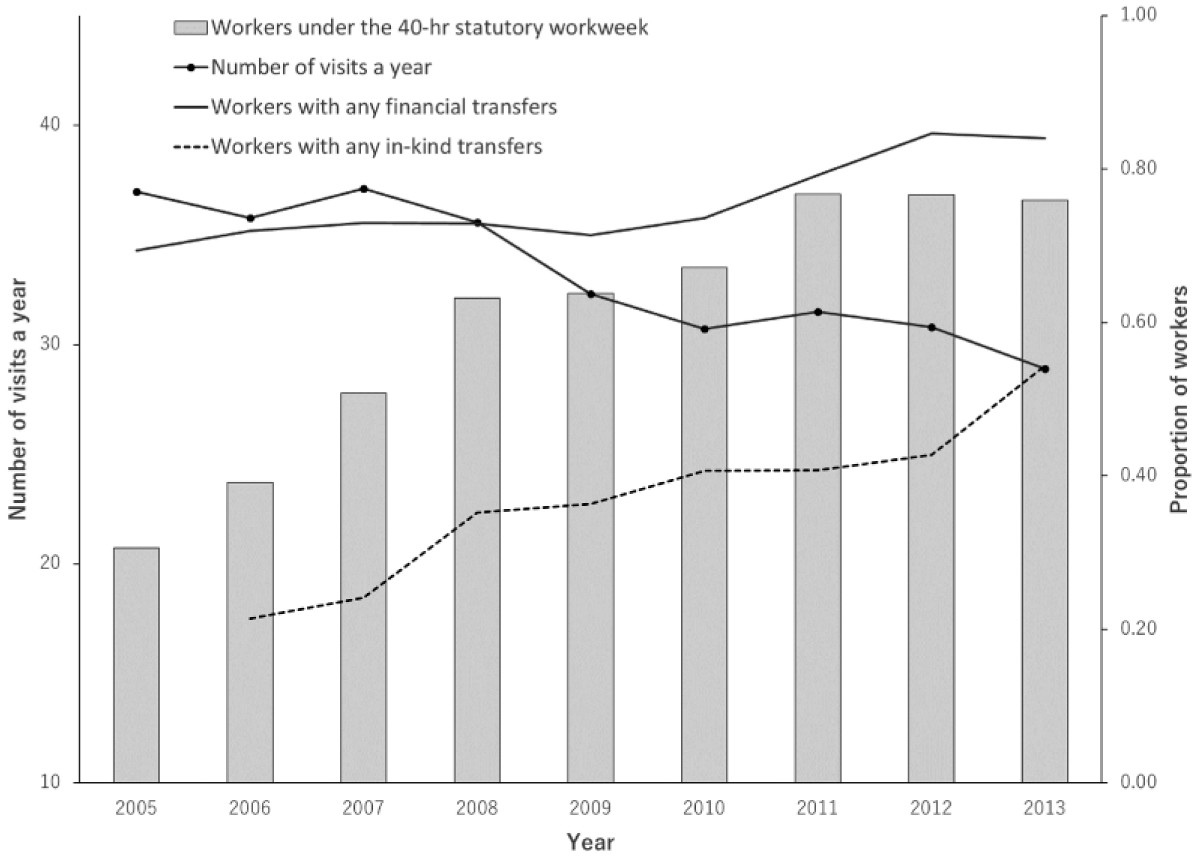 Workers under the 40-hr statutory workweek
Number of visits a year
Workers with any financial transfers
Workers with any in-kind transfers
Number of visits a year
40
30
20
10
1.00
0.80
0.60
0.40
0.20
0.00
Proportion of workers
2005 2006 2007 2008 2009 2010 2011 2012 2013
Year